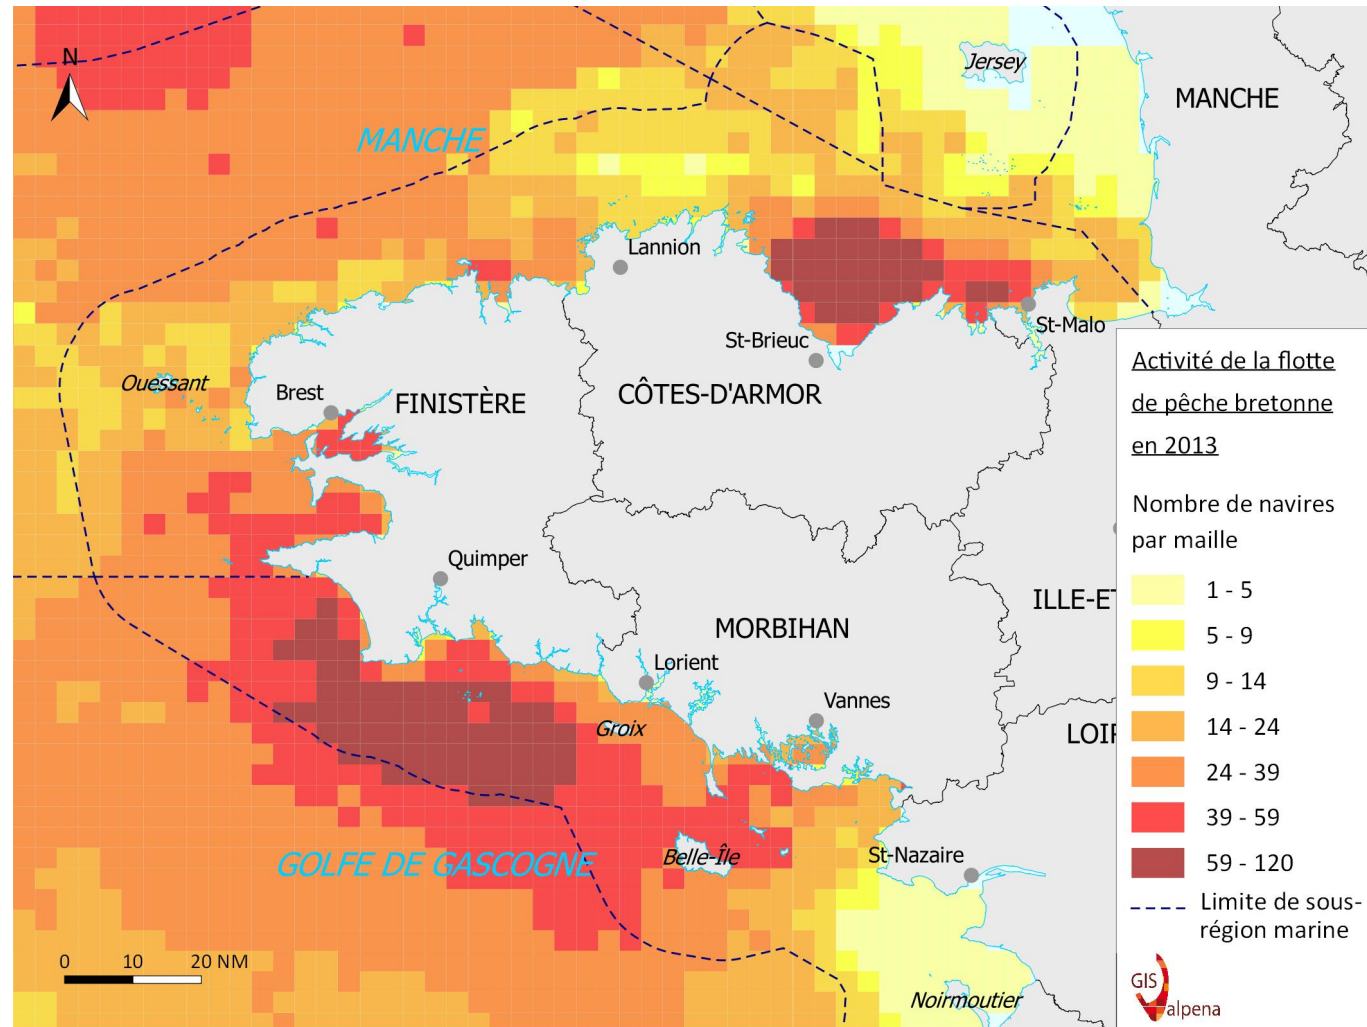 N
MANCHE
Jersey
MANCHE
Lannion
St-Malo
St-Brieuc
Ouessant
Brest
FINISTÈRE
CÔTES-D'ARMOR
Quimper
ILLE-ET
MORBIHAN
Lorient
Vannes
Groix
LOIR
GOLFE DE GASCOGNE
Belle-Île
St-Nazaire
Noirmoutier
0 10 20 NM
Activité de la flotte
de pêche bretonne
en 2013
Nombre de navires
par maille
1 - 5
5 - 9
9 - 14
14 - 24
24 - 39
39 - 59
59 - 120
Limite de sous-
région marine
GIS
valpena